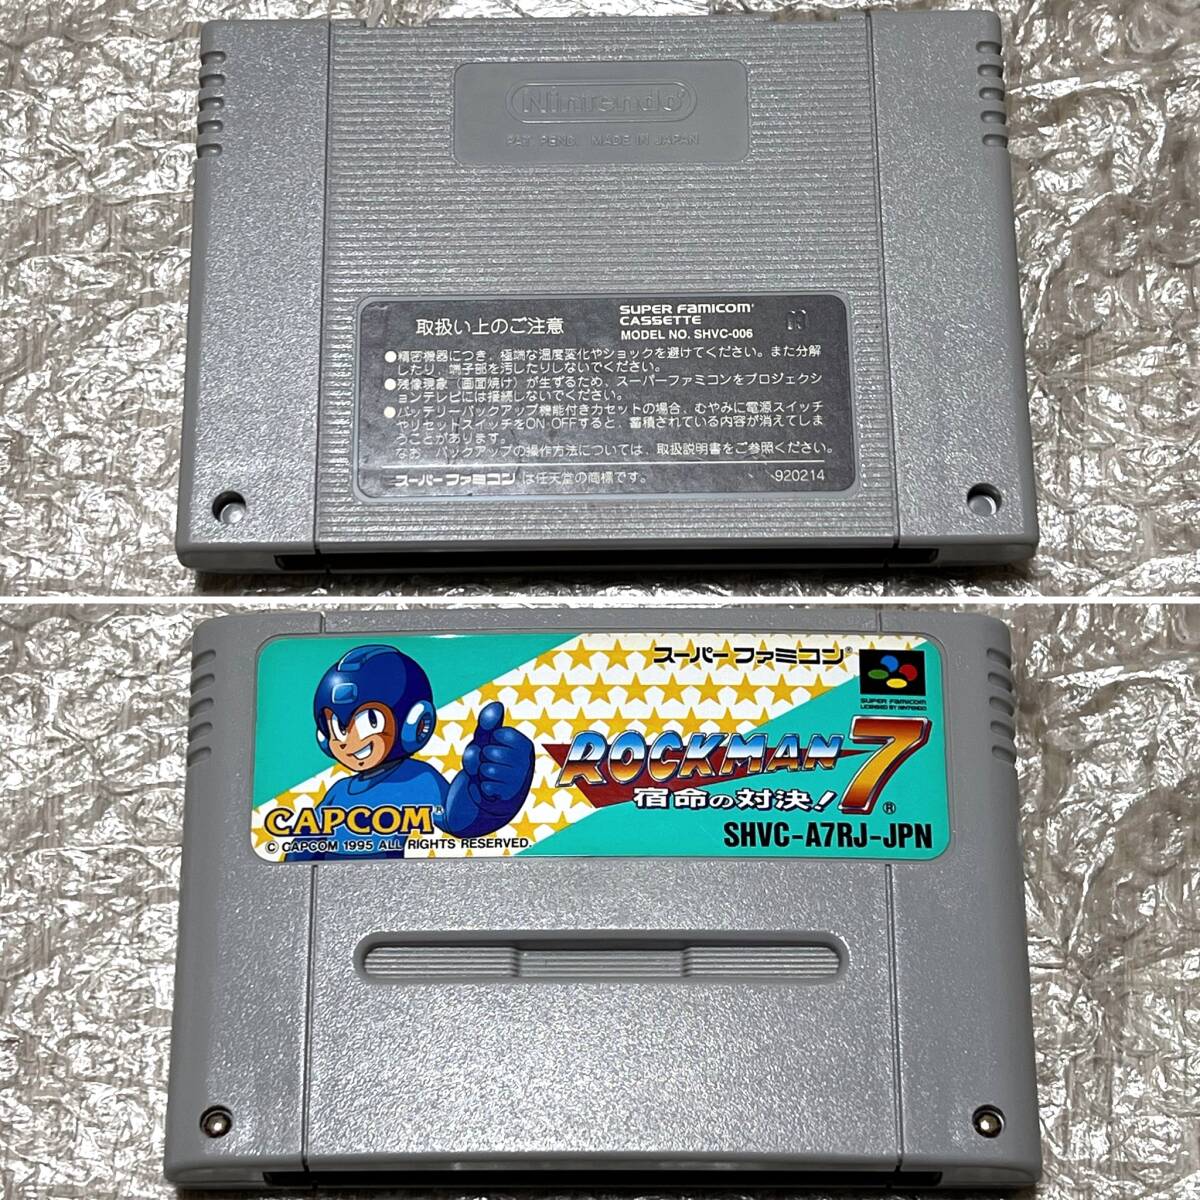 Nintendo
PAT. PEND. MADE IN JAPAN
取扱い上のご注意
SUPER FAMICOM
CASSETTE
MODEL NO. SHVC-006
●精密機器につき，極端な温度変化やショックを避けてください。また分解
したり，端子部を汚したりしないでください。
●残像現象（画面焼け）が生ずるため，スーパーファミコンをプロジェクシ
ョンテレビには接続しないでください。
●バッテリーバックアップ機能付きカセットの場合，むやみに電源スイッチ
やリセットスイッチをON OFFすると，蓄積されている内容が消えてしま
うことがあります。
なお バックアップの操作方法については，取扱説明書をご参照ください。
スーパーファミコンは任天堂の商標です。
920214
スーパーファミコン®
SUPER FAMICOM
LICENSED BY NINTENDO
ROCKMAN 7
宿命の対決! ®
CAPCOM®
© CAPCOM 1995 ALL RIGHTS RESERVED.
SHVC-A7RJ-JPN